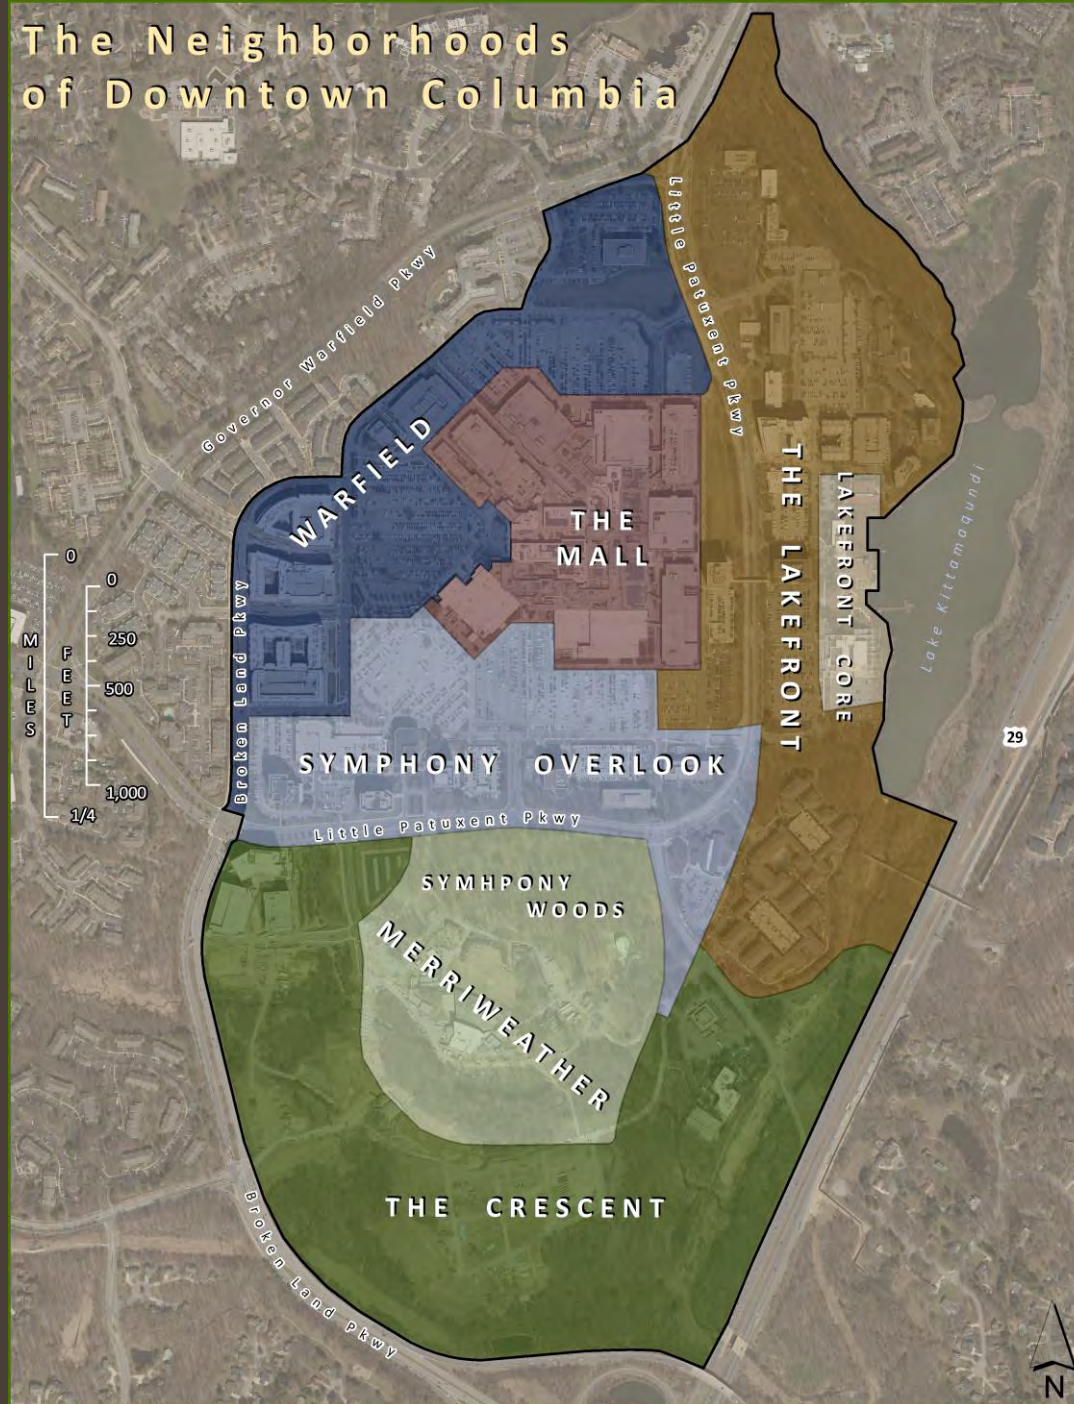 The Neighborhoods
of Downtown Columbia
Little Patuxent Pkwy
Governor Warfield Pkwy
WARFIELD
THE
MALL
THE LAKEFRONT
LAKEFRONT CORE
Lake Kittamaqundi
Broken Land Pkwy
0
0
250
500
1,000
1/4
MILES
FEET
29
SYMPHONY OVERLOOK
Little Patuxent Pkwy
SYMHPONY
WOODS
MERRIWEATHER
THE CRESCENT
Broken Land Pkwy
N